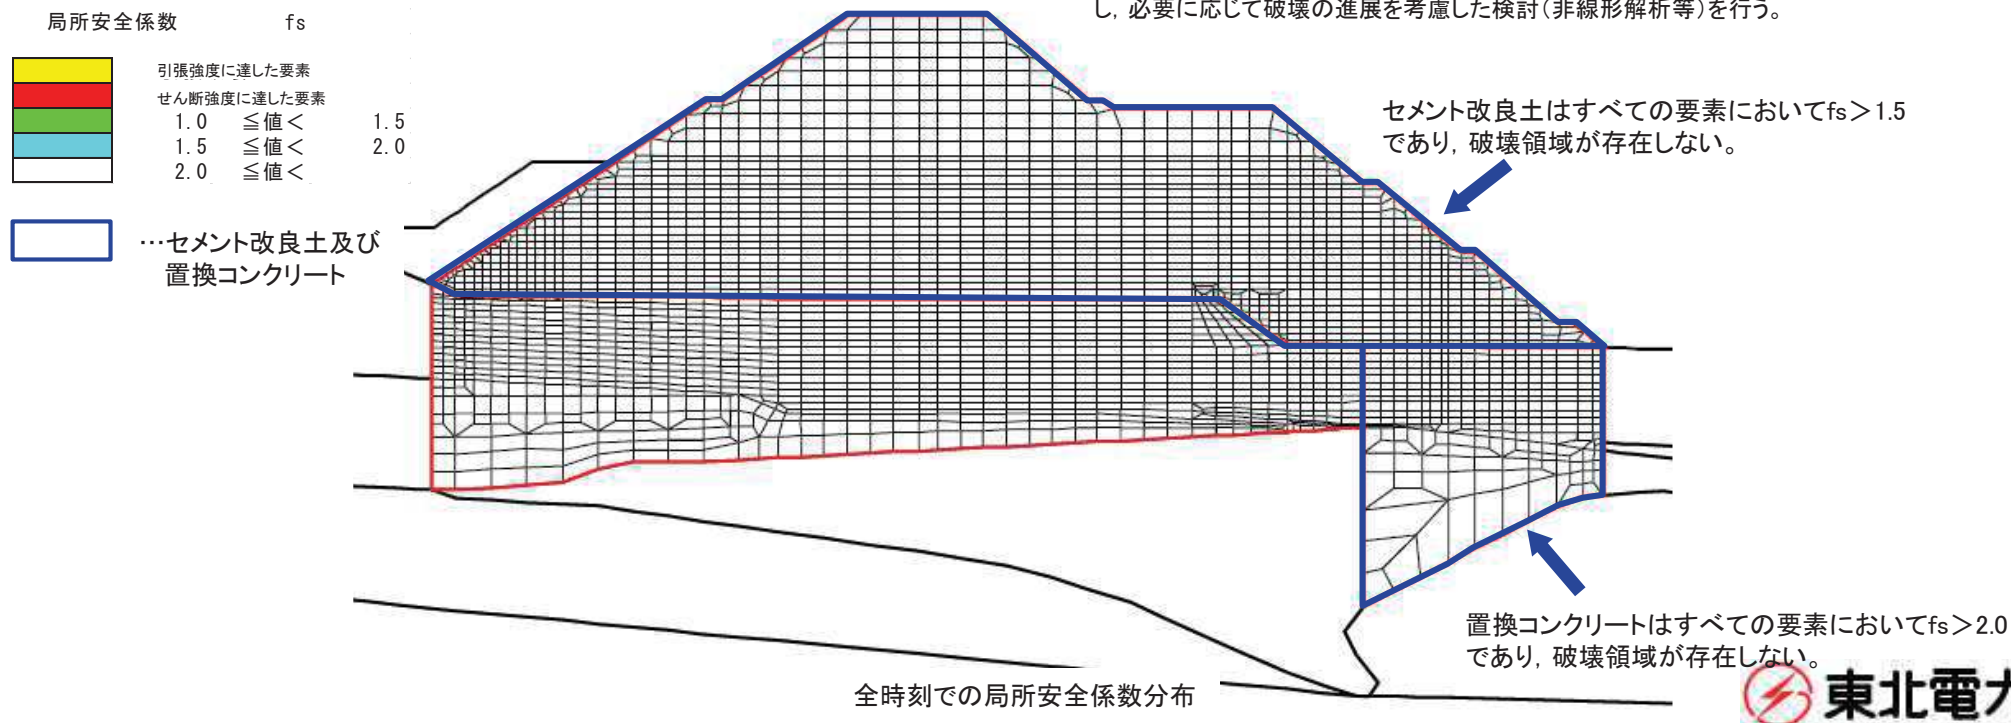 し，必要に応じて破壊の進展を考慮した検討（非線形解析等）を行う。
局所安全係数 fs
引張強度に達した要素
せん断強度に達した要素
1.0 ≦値＜ 1.5
1.5 ≦値＜ 2.0
2.0 ≦値＜
…セメント改良土及び
置換コンクリート
セメント改良土はすべての要素においてfs＞1.5
であり，破壊領域が存在しない。
置換コンクリートはすべての要素においてfs＞2.0
であり，破壊領域が存在しない。
全時刻での局所安全係数分布
東北電力